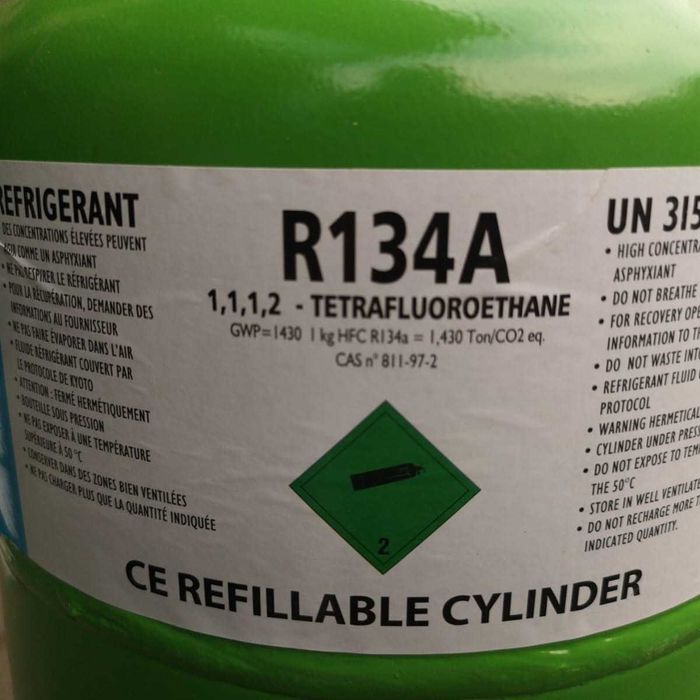 REFRIGERANT
DES CONCENTRATIONS ÉLEVÉES PEUVENT
COMME UN ASPHYXIANT
• NE PAS RESPIRER LE RÉFRIGÉRANT
• POUR LA RÉCUPÉRATION, DEMANDER DES
INFORMATIONS AU FOURNISSEUR
• NE PAS FAIRE ÉVAPORER DANS L'AIR
• FLUIDE RÉFRIGÉRANT COUVERT PAR
LE PROTOCOLE DE KYOTO
• ATTENTION : FERMÉ HERMÉTIQUEMENT
• BOUTEILLE SOUS PRESSION
• NE PAS EXPOSER À UNE TEMPÉRATURE
SUPÉRIEURE À 50 °C
• CONSERVER DANS DES ZONES BIEN VENTILÉES
• NE PAS CHARGER PLUS QUE LA QUANTITÉ INDIQUÉE
R134A
1,1,1,2 - TETRAFLUOROETHANE
GWP=1430 1 kg HFC R134a = 1,430 Ton/CO2 eq.
CAS n° 811-97-2
2
CE REFILLABLE CYLINDER
UN 315
• HIGH CONCENTRA
ASPHYXIANT
• DO NOT BREATHE
• FOR RECOVERY OPE
INFORMATION TO TH
• DO NOT WASTE INT
• REFRIGERANT FLUID
PROTOCOL
• WARNING HERMETICAL
• CYLINDER UNDER PRESS
• DO NOT EXPOSE TO TEM
THE 50°C
• STORE IN WELL VENTILATE
• DO NOT RECHARGE MORE T
INDICATED QUANTITY.